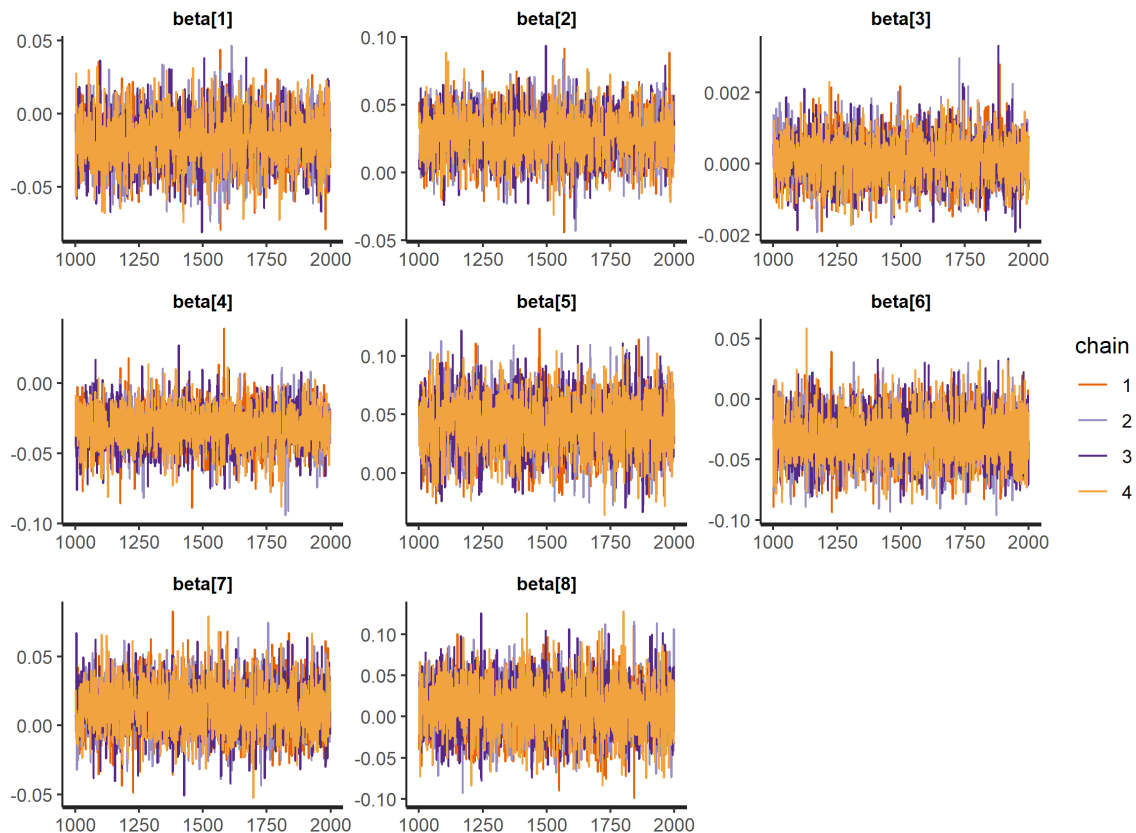 beta[1] beta[2] beta[3]
0.05 0.10
0.00 0.05 0.002
-0.05 0.00 0.000
-0.05 -0.002
1000 1250 1500 1750 2000 1000 1250 1500 1750 2000 1000 1250 1500 1750 2000
beta[4] beta[5] beta[6]
0.00 0.10 0.05
-0.05 0.05 0.00
-0.10 0.00 -0.05
-0.10
1000 1250 1500 1750 2000 1000 1250 1500 1750 2000 1000 1250 1500 1750 2000
chain
1
2
3
4
beta[7] beta[8]
0.05 0.10
0.00 0.05
-0.05 0.00
-0.05
-0.10
1000 1250 1500 1750 2000 1000 1250 1500 1750 2000